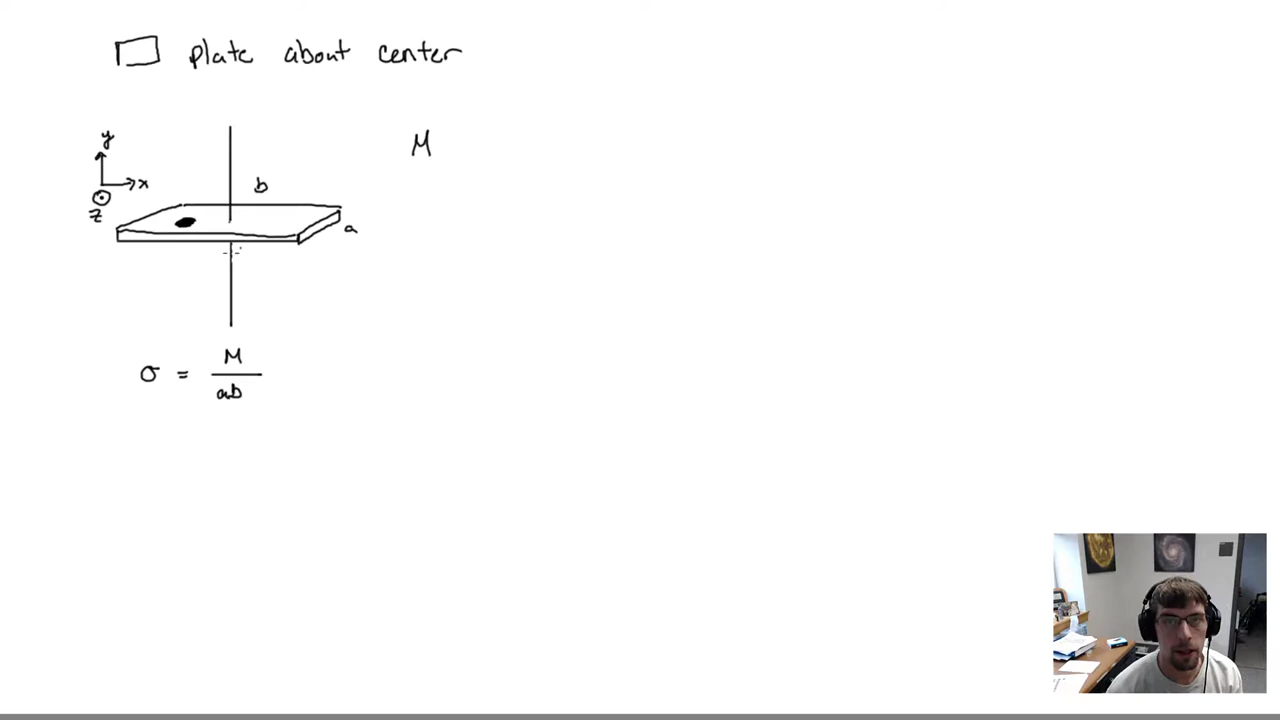 plate about center
M
y
x
z
b
a
σ = M
ab